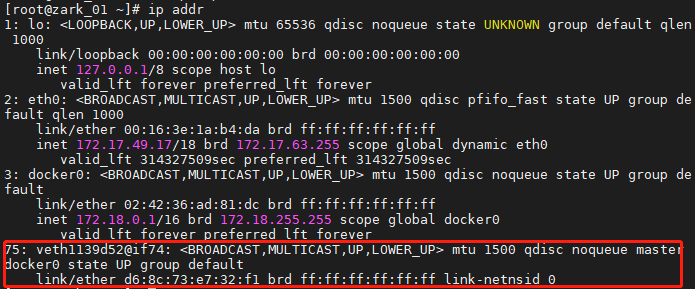 [root@zark_01 ~]# ip addr
1: lo: <LOOPBACK,UP,LOWER_UP> mtu 65536 qdisc noqueue state UNKNOWN group default qlen
 1000
    link/loopback 00:00:00:00:00:00 brd 00:00:00:00:00:00
    inet 127.0.0.1/8 scope host lo
       valid_lft forever preferred_lft forever
2: eth0: <BROADCAST,MULTICAST,UP,LOWER_UP> mtu 1500 qdisc pfifo_fast state UP group de
fault qlen 1000
    link/ether 00:16:3e:1a:b4:da brd ff:ff:ff:ff:ff:ff
    inet 172.17.49.17/18 brd 172.17.63.255 scope global dynamic eth0
       valid_lft 314327509sec preferred_lft 314327509sec
3: docker0: <BROADCAST,MULTICAST,UP,LOWER_UP> mtu 1500 qdisc noqueue state UP group de
fault
    link/ether 02:42:36:ad:81:dc brd ff:ff:ff:ff:ff:ff
    inet 172.18.0.1/16 brd 172.18.255.255 scope global docker0
       valid_lft forever preferred_lft forever
75: veth1139d52@if74: <BROADCAST,MULTICAST,UP,LOWER_UP> mtu 1500 qdisc noqueue master
docker0 state UP group default
    link/ether d6:8c:73:e7:32:f1 brd ff:ff:ff:ff:ff:ff link-netnsid 0